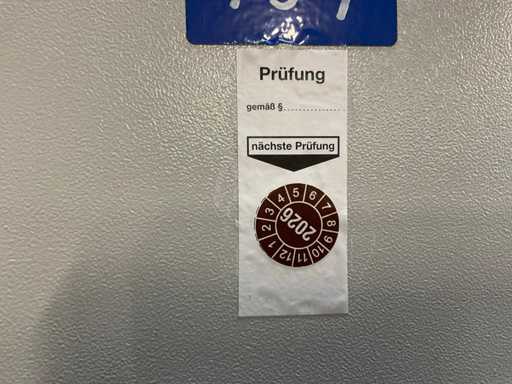 Prüfung
gemäß §
nächste Prüfung
1 2 3 4 5 6 7 8 9 10 11 12
2026